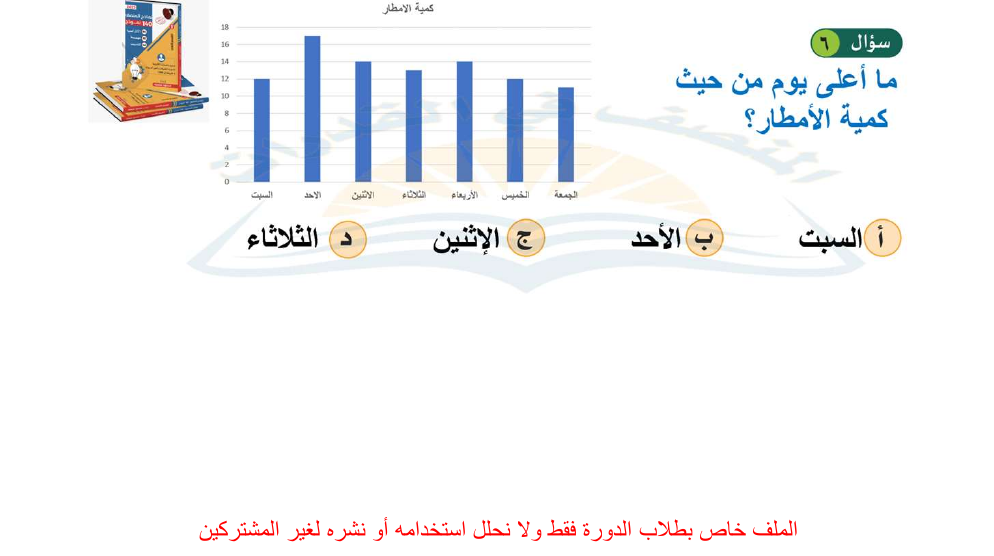 كمية الامطار
18
16
14
12
10
8
6
4
2
0
السبت الاحد الاثنين الثلاثاء الأربعاء الخميس الجمعة
سؤال ٦
ما أعلى يوم من حيث
كمية الأمطار؟
أ السبت ب الأحد ج الإثنين د الثلاثاء
الملف خاص بطلاب الدورة فقط ولا نحلل استخدامه أو نشره لغير المشتركين